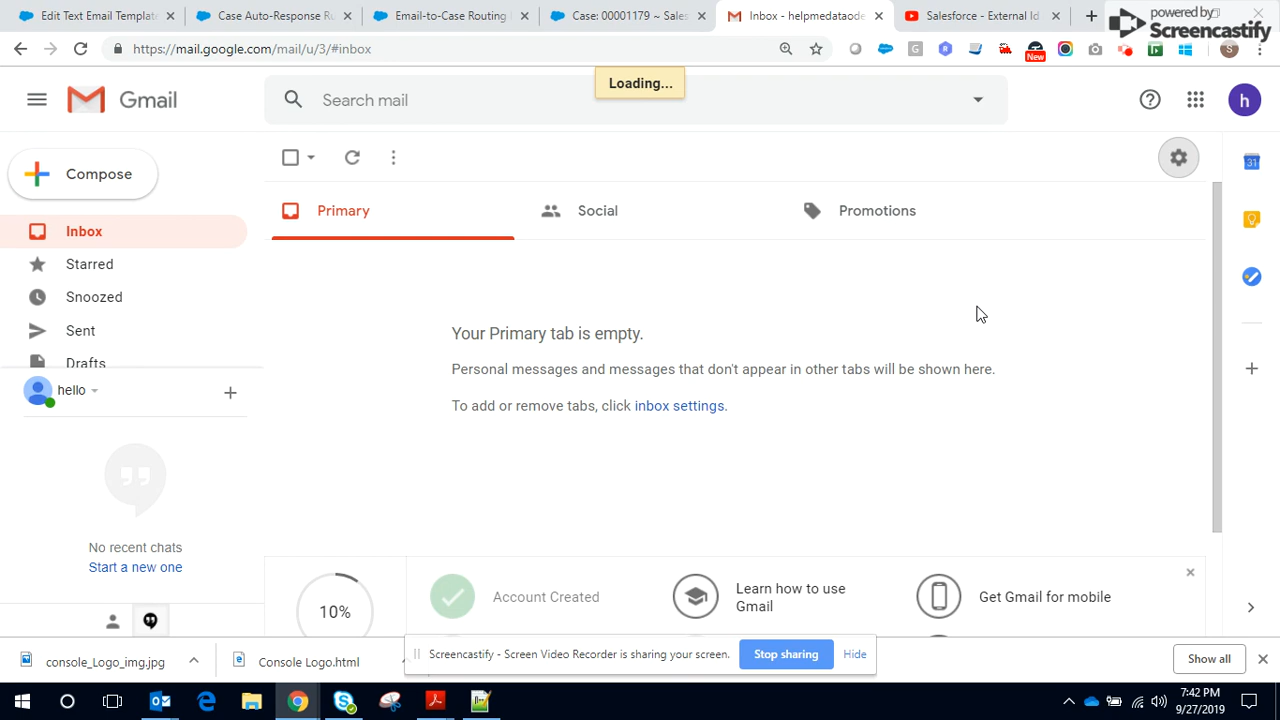 Edit Text Email Templat
Case Auto-Response Ru
Email-to-Case Routing
Case: 00001179 ~ Sales
Inbox - helpmedataode
Salesforce - External Id
powered by
Screencastify
https://mail.google.com/mail/u/3/#inbox
New
Loading...
Gmail
Search mail
h
Compose
Primary
Social
Promotions
31
Inbox
Starred
Snoozed
Sent
Drafts
Your Primary tab is empty.
Personal messages and messages that don't appear in other tabs will be shown here.
To add or remove tabs, click inbox settings.
hello
No recent chats
Start a new one
10%
Account Created
Learn how to use
Gmail
Get Gmail for mobile
Screencastify - Screen Video Recorder is sharing your screen.
Stop sharing
Hide
console_Logo_img.jpg
Console Logo.html
Show all
7:42 PM
9/27/2019